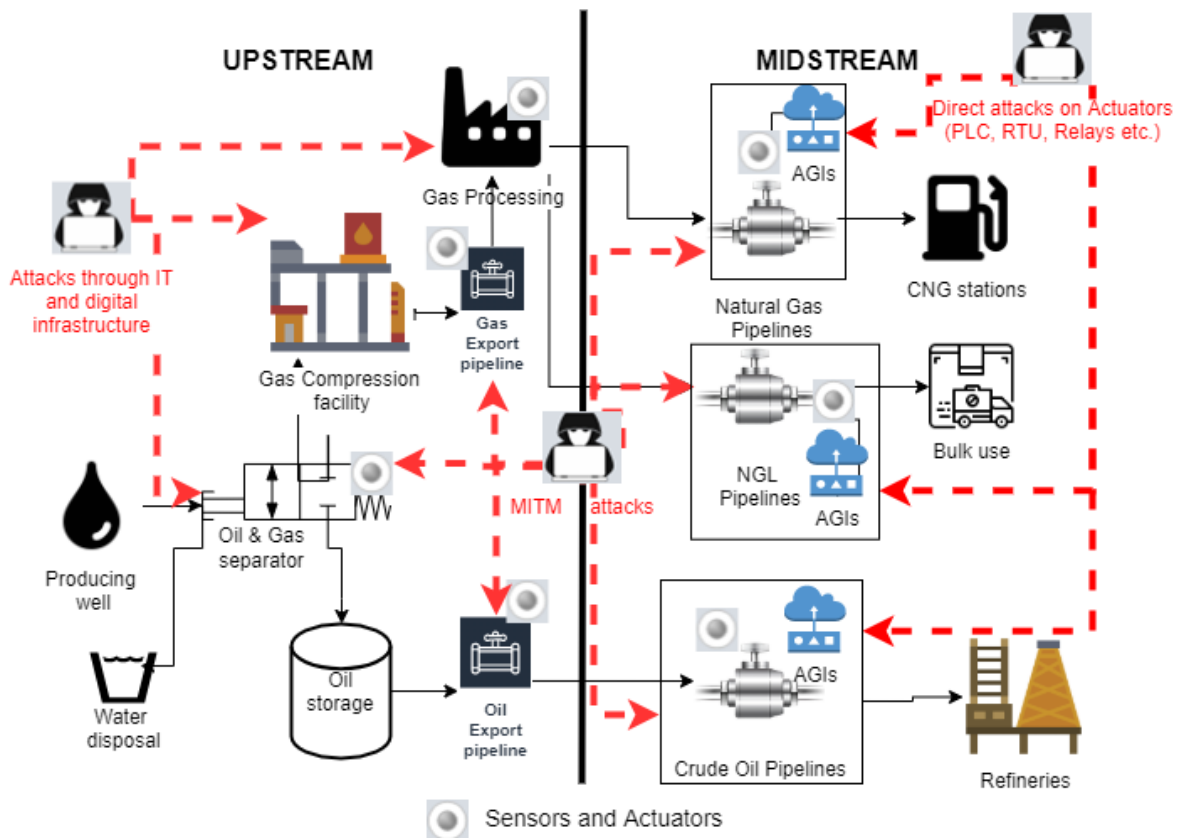 UPSTREAM
MIDSTREAM
Direct attacks on Actuators
(PLC, RTU, Relays etc.)
AGIs
Gas Processing
Attacks through IT
and digital
infrastructure
CNG stations
Natural Gas
Pipelines
Gas
Export
pipeline
Gas Compression
facility
Bulk use
NGL
Pipelines
AGIs
MITM attacks
Oil & Gas
separator
Producing
well
AGIs
Oil
storage
Water
disposal
Oil
Export
pipeline
Crude Oil Pipelines
Refineries
Sensors and Actuators